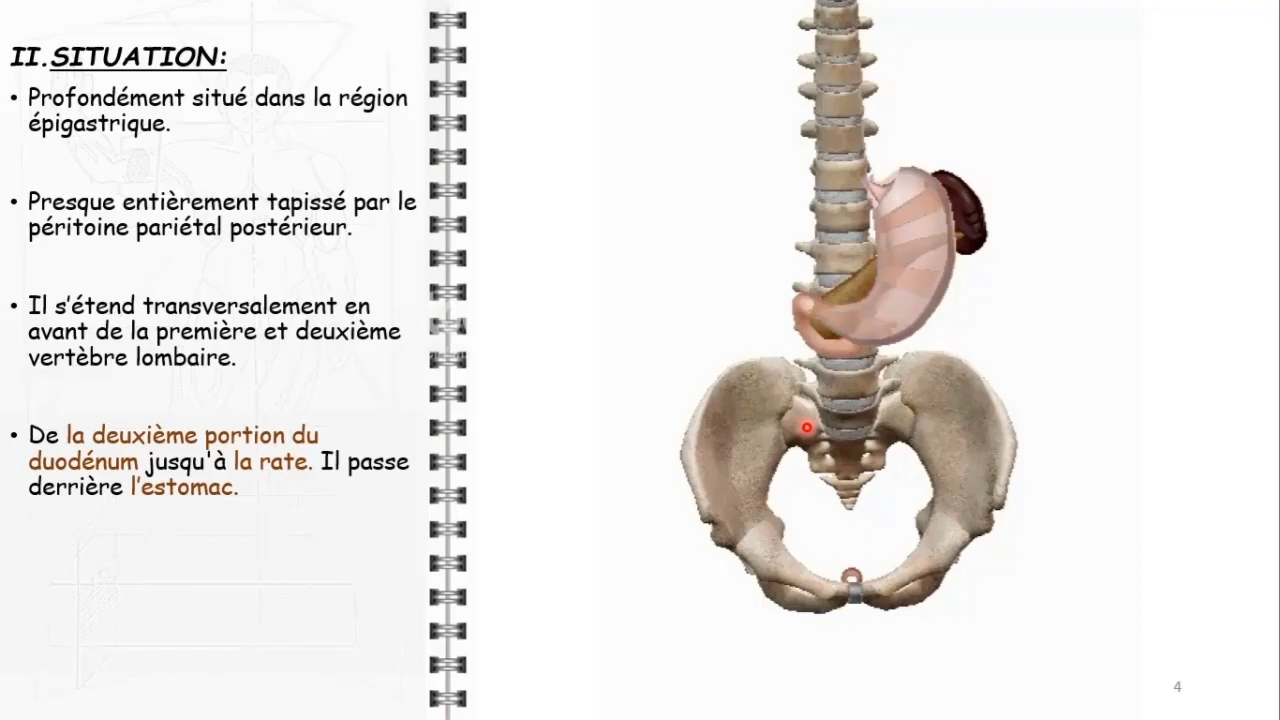 II.SITUATION:
• Profondément situé dans la région
épigastrique.
• Presque entièrement tapissé par le
péritoine pariétal postérieur.
• Il s’étend transversalement en
avant de la première et deuxième
vertèbre lombaire.
• De la deuxième portion du
duodénum jusqu'à la rate. Il passe
derrière l’estomac.
4